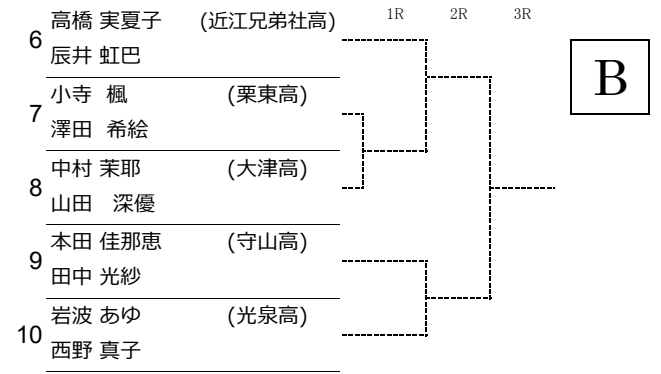 1R 2R 3R
B
6 高橋 実夏子 (近江兄弟社高)
辰井 虹巴
7 小寺 楓 (栗東高)
澤田 希絵
8 中村 茉耶 (大津高)
山田 深優
9 本田 佳那恵 (守山高)
田中 光紗
10 岩波 あゆ (光泉高)
西野 真子